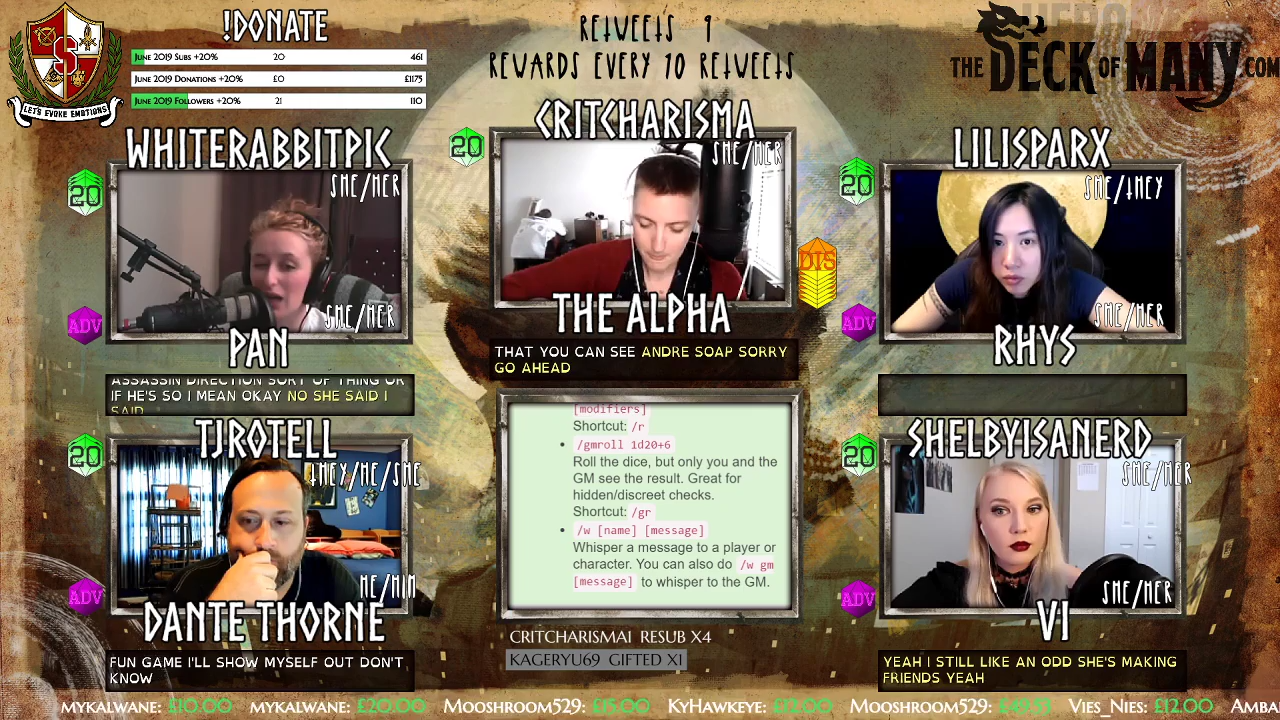 !DONATE
JUNE 2019 SUBS +20% 20 461
JUNE 2019 DONATIONS +20% £0 £1175
JUNE 2019 FOLLOWERS +20% 21 110
LET'S EVOKE EMOTIONS
RETWEETS 9
REWARDS EVERY 10 RETWEETS
THE DECK OF MANY.COM
WHITERABBITPIC
SHE/HER
20
SHE/HER
ADV
PAN
ASSASSIN DIRECTION SORT OF THING OR
IF HE'S SO I MEAN OKAY NO SHE SAID I
SAID
CRITCHARISMA
SHE/HER
20
DIS
THE ALPHA
THAT YOU CAN SEE ANDRE SOAP SORRY
GO AHEAD
LILISPARX
SHE/THEY
20
SHE/HER
ADV
RHYS
TJROTELL
THEY/HE/SHE
20
HE/HIM
ADV
DANTE THORNE
FUN GAME I'LL SHOW MYSELF OUT DON'T
KNOW
[modifiers]
Shortcut: /r
• /gmroll 1d20+6
Roll the dice, but only you and the
GM see the result. Great for
hidden/discreet checks.
Shortcut: /gr
• /w [name] [message]
Whisper a message to a player or
character. You can also do /w gm
[message] to whisper to the GM.
CRITCHARISMA1 RESUB X4
KAGERYU69 GIFTED X1
SHELBYISANERD
SHE/HER
20
SHE/HER
ADV
VI
YEAH I STILL LIKE AN ODD SHE'S MAKING
FRIENDS YEAH
MYKALWANE: £10.00 MYKALWANE: £20.00 MOOSHROOM529: £15.00 KYHAWKEYE: £12.00 MOOSHROOM529: £49.53 VIES_NIES: £12.00 AMBA